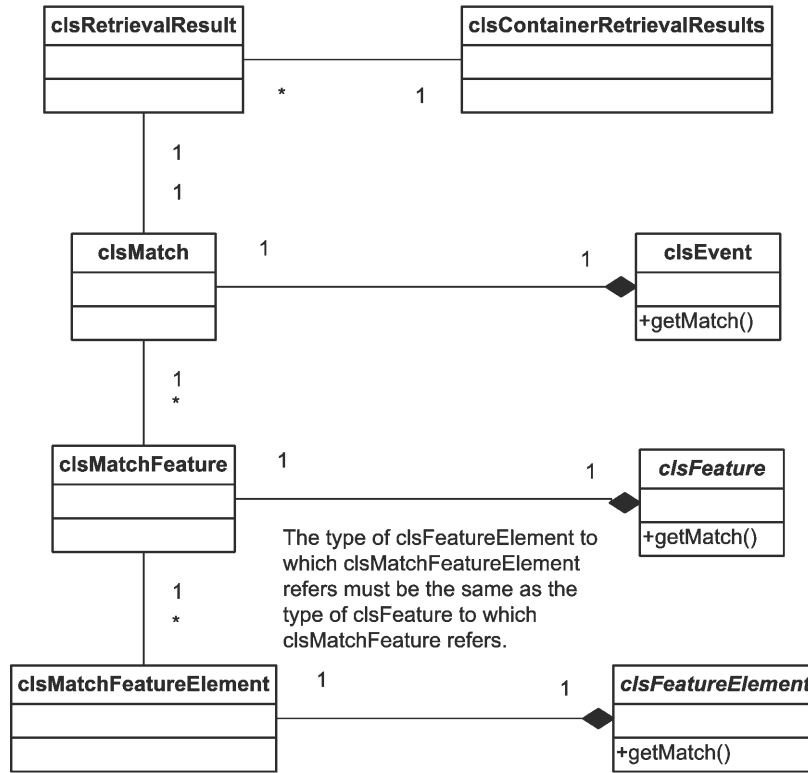 clsRetrievalResult
clsContainerRetrievalResults
* 1
1
1
clsMatch
1 1
clsEvent
+getMatch()
1
*
clsMatchFeature
1 1
clsFeature
+getMatch()
The type of clsFeatureElement to
which clsMatchFeatureElement
refers must be the same as the
type of clsFeature to which
clsMatchFeature refers.
1
*
clsMatchFeatureElement
1 1
clsFeatureElement
+getMatch()